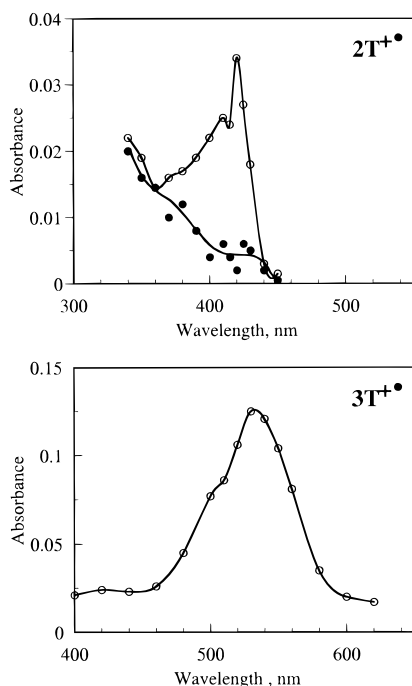 0.04
2T+•
0.03
0.02
0.01
0
Absorbance
300
400
500
Wavelength, nm
0.15
3T+•
0.1
0.05
0
Absorbance
400
500
600
Wavelength , nm